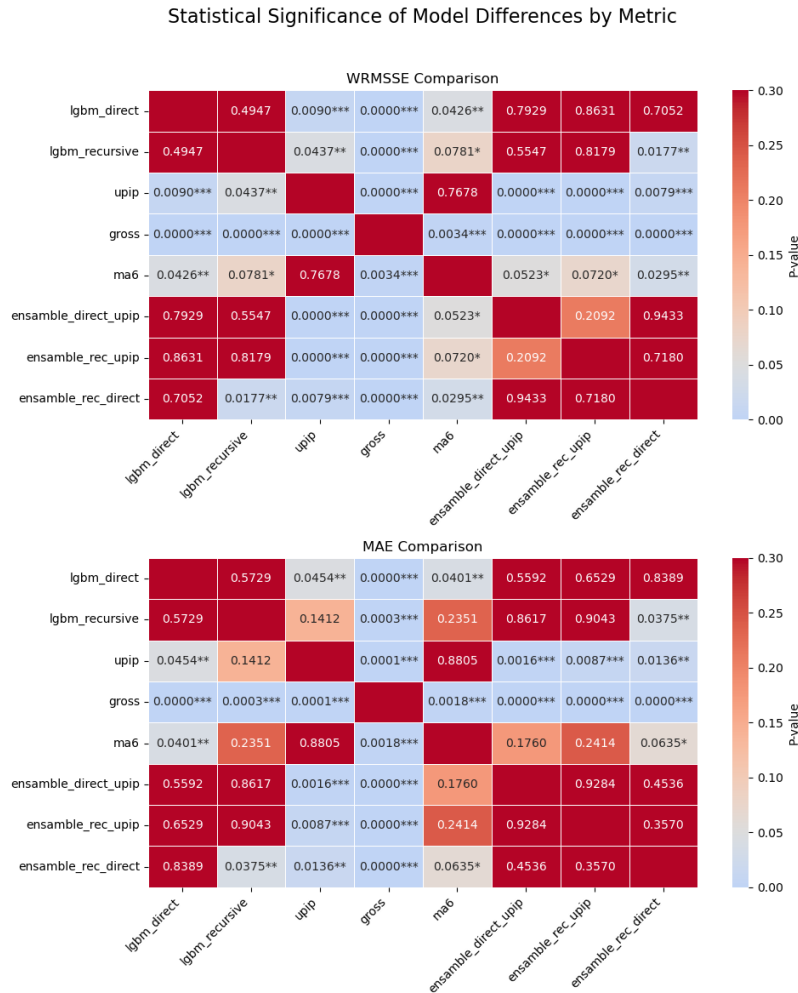 Statistical Significance of Model Differences by Metric
WRMSSE Comparison
lgbm_direct 0.4947 0.0090*** 0.0000*** 0.0426** 0.7929 0.8631 0.7052
lgbm_recursive 0.4947 0.0437** 0.0000*** 0.0781* 0.5547 0.8179 0.0177**
upip 0.0090*** 0.0437** 0.0000*** 0.7678 0.0000*** 0.0000*** 0.0079***
gross 0.0000*** 0.0000*** 0.0000*** 0.0034*** 0.0000*** 0.0000*** 0.0000***
ma6 0.0426** 0.0781* 0.7678 0.0034*** 0.0523* 0.0720* 0.0295**
ensamble_direct_upip 0.7929 0.5547 0.0000*** 0.0000*** 0.0523* 0.2092 0.9433
ensamble_rec_upip 0.8631 0.8179 0.0000*** 0.0000*** 0.0720* 0.2092 0.7180
ensamble_rec_direct 0.7052 0.0177** 0.0079*** 0.0000*** 0.0295** 0.9433 0.7180
lgbm_direct lgbm_recursive upip gross ma6 ensamble_direct_upip ensamble_rec_upip ensamble_rec_direct
0.30
0.25
0.20
0.15
0.10
0.05
0.00
P-value
MAE Comparison
lgbm_direct 0.5729 0.0454** 0.0000*** 0.0401** 0.5592 0.6529 0.8389
lgbm_recursive 0.5729 0.1412 0.0003*** 0.2351 0.8617 0.9043 0.0375**
upip 0.0454** 0.1412 0.0001*** 0.8805 0.0016*** 0.0087*** 0.0136**
gross 0.0000*** 0.0003*** 0.0001*** 0.0018*** 0.0000*** 0.0000*** 0.0000***
ma6 0.0401** 0.2351 0.8805 0.0018*** 0.1760 0.2414 0.0635*
ensamble_direct_upip 0.5592 0.8617 0.0016*** 0.0000*** 0.1760 0.9284 0.4536
ensamble_rec_upip 0.6529 0.9043 0.0087*** 0.0000*** 0.2414 0.9284 0.3570
ensamble_rec_direct 0.8389 0.0375** 0.0136** 0.0000*** 0.0635* 0.4536 0.3570
lgbm_direct lgbm_recursive upip gross ma6 ensamble_direct_upip ensamble_rec_upip ensamble_rec_direct
0.30
0.25
0.20
0.15
0.10
0.05
0.00
P-value